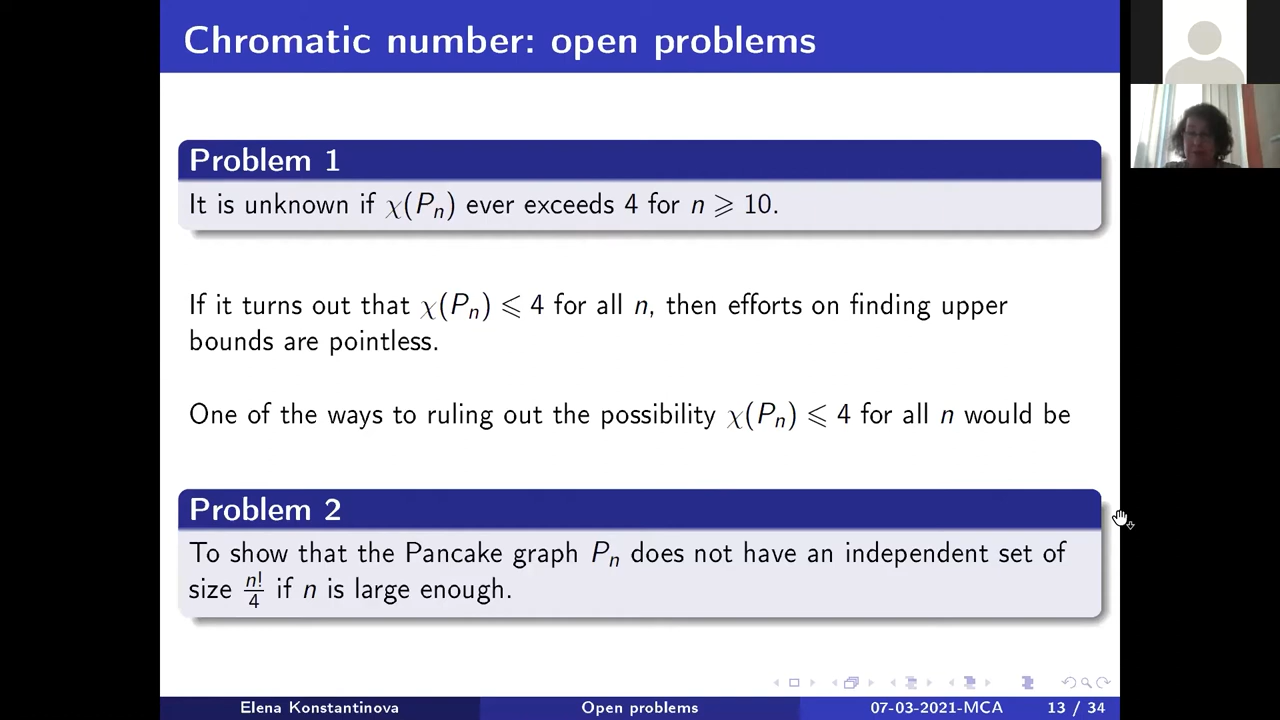 Chromatic number: open problems
Problem 1
It is unknown if χ(Pₙ) ever exceeds 4 for n ⩾ 10.
If it turns out that χ(Pₙ) ⩽ 4 for all n, then efforts on finding upper
bounds are pointless.
One of the ways to ruling out the possibility χ(Pₙ) ⩽ 4 for all n would be
Problem 2
To show that the Pancake graph Pₙ does not have an independent set of
size n!/4 if n is large enough.
Elena Konstantinova Open problems 07-03-2021-MCA 13 / 34